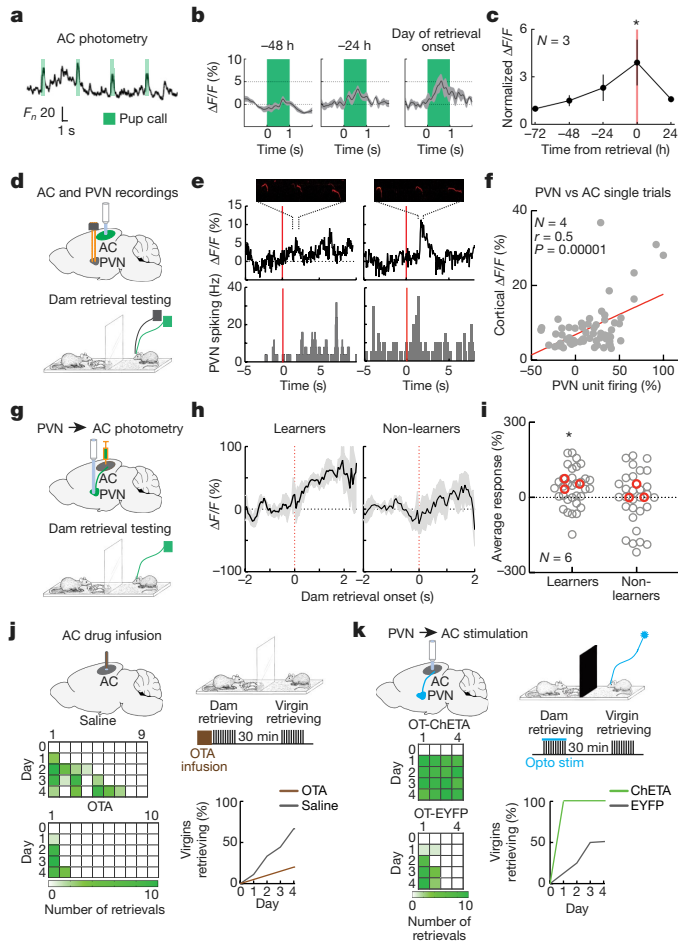 a
AC photometry
Fn 20
1 s
Pup call
b
−48 h
−24 h
Day of retrieval
onset
ΔF/F (%)
10
5
0
0 1
0 1
0 1
Time (s)
Time (s)
Time (s)
c
N = 3
*
Normalized ΔF/F
6
3
0
−72 −48 −24 0 24
Time from retrieval (h)
d
AC and PVN recordings
AC
PVN
Dam retrieval testing
e
ΔF/F (%)
15
10
5
0
PVN spiking (Hz)
40
20
0
−5 0 5
−5 0 5
Time (s)
Time (s)
f
PVN vs AC single trials
N = 4
r = 0.5
P = 0.00001
Cortical ΔF/F (%)
40
20
0
−50 0 50 100
PVN unit firing (%)
g
PVN → AC photometry
AC
PVN
Dam retrieval testing
h
Learners
Non-learners
ΔF/F (%)
100
0
−100
−2 0 2
−2 0 2
Dam retrieval onset (s)
i
Average response (%)
300
0
−300
*
N = 6
Learners
Non-
learners
j
AC drug infusion
AC
Saline
1 9
Day
0
1
2
3
4
OTA
1 10
Day
0
1
2
3
4
0 10
Number of retrievals
Dam
retrieving
Virgin
retrieving
30 min
OTA
infusion
OTA
Saline
Virgins
retrieving (%)
100
50
0
0 1 2 3 4
Day
k
PVN → AC stimulation
AC
PVN
OT-ChETA
1 4
Day
0
1
2
3
4
OT-EYFP
1 4
Day
0
1
2
3
4
0 10
Number of
retrievals
Dam
retrieving
Virgin
retrieving
30 min
Opto stim
ChETA
EYFP
Virgins
retrieving (%)
100
50
0
0 1 2 3 4
Day